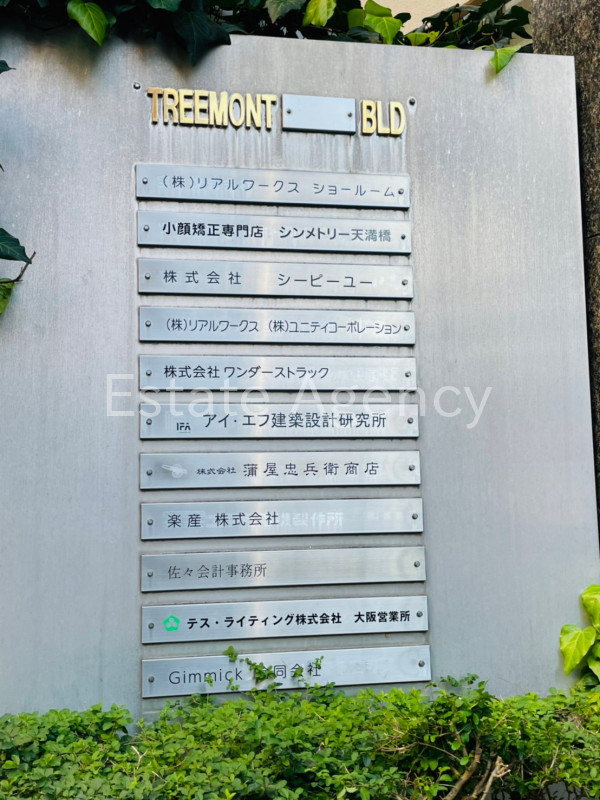 TREEMONT BLD
(株)リアルワークス ショールーム
小顔矯正専門店 シンメトリー天満橋
株式会社 シーピーユー
(株)リアルワークス (株)ユニティコーポレーション
株式会社ワンダーストラック
IFA アイ・エフ建築設計研究所
Estate Agency
株式会社 蒲屋忠兵衛商店
楽産 株式会社
佐々会計事務所
テス・ライティング株式会社 大阪営業所
Gimmick 合同会社